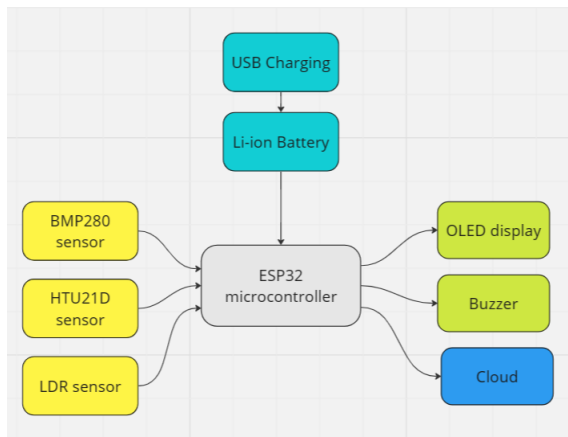 USB Charging
Li-ion Battery
BMP280
sensor
HTU21D
sensor
LDR sensor
ESP32
microcontroller
OLED display
Buzzer
Cloud